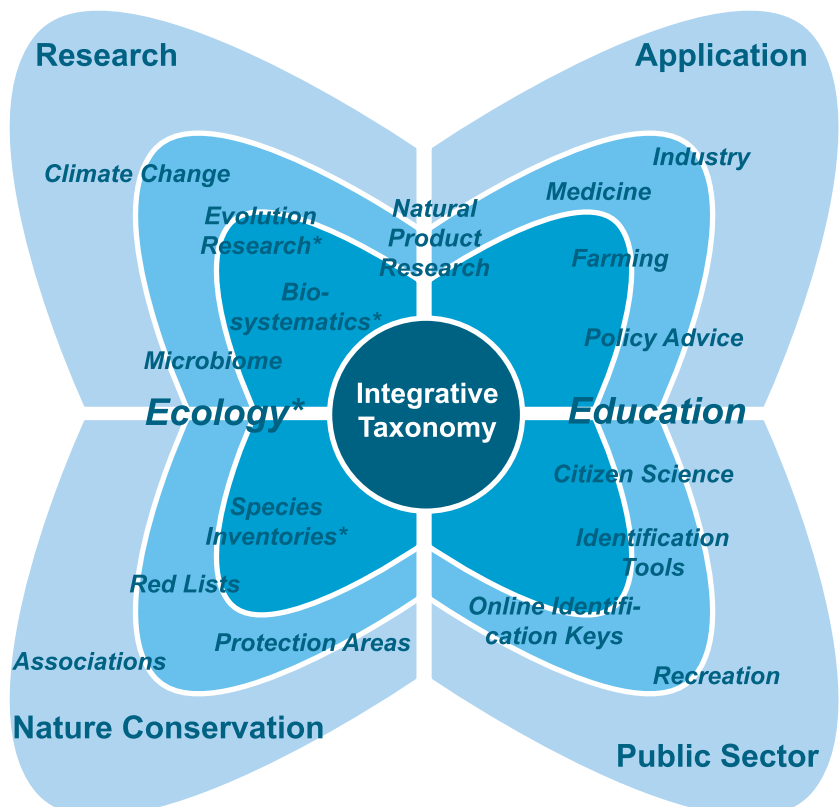 Research
Application
Climate Change
Industry
Medicine
Evolution
Research*
Natural
Product
Research
Farming
Bio-
systematics*
Policy Advice
Microbiome
Ecology*
Integrative
Taxonomy
Education
Citizen Science
Species
Inventories*
Identification
Tools
Red Lists
Online Identifi-
cation Keys
Protection Areas
Associations
Recreation
Nature Conservation
Public Sector